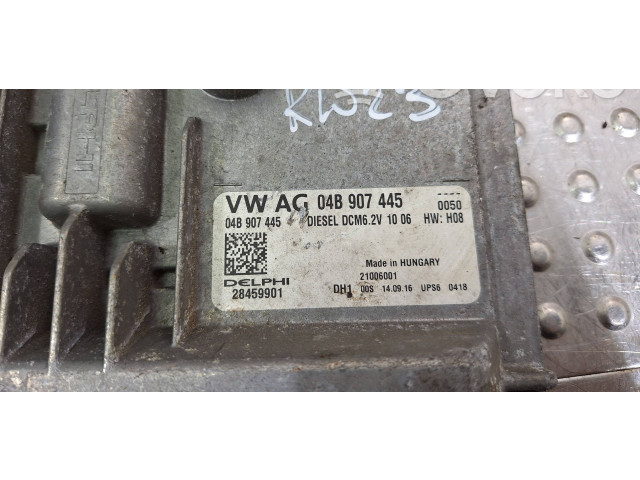 RW23
VW AG 04B 907 445 0050
04B 907 445 DIESEL DCM6.2V 10 06 HW: H08
Made in HUNGARY
DELPHI 21006001
28459901 DH1 00S 14.09.16 UPS6 0418